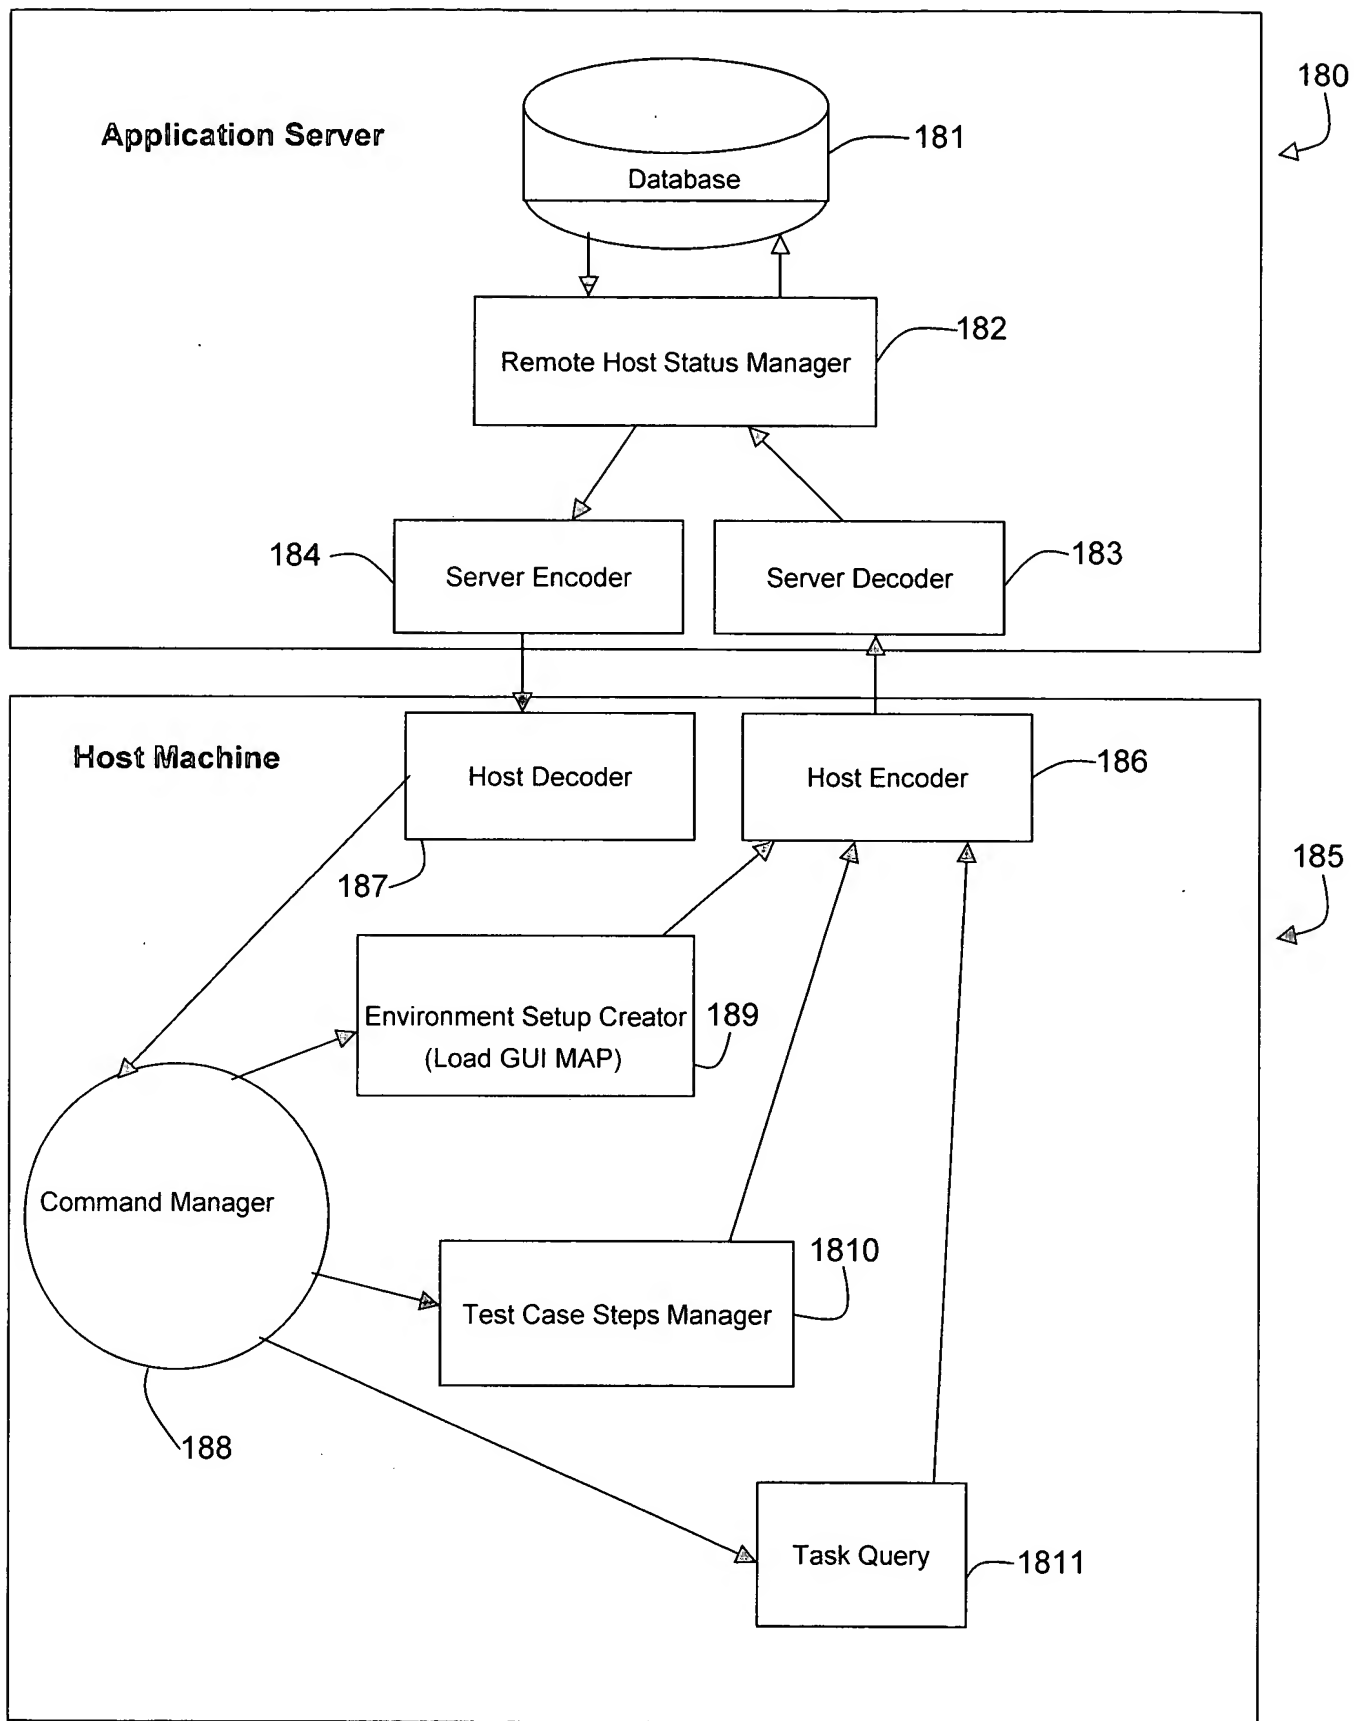 180
Application Server
181
Database
182
Remote Host Status Manager
184
Server Encoder
183
Server Decoder
Host Machine
Host Decoder
Host Encoder
186
187
185
Environment Setup Creator
(Load GUI MAP)
189
Command Manager
1810
Test Case Steps Manager
188
Task Query
1811